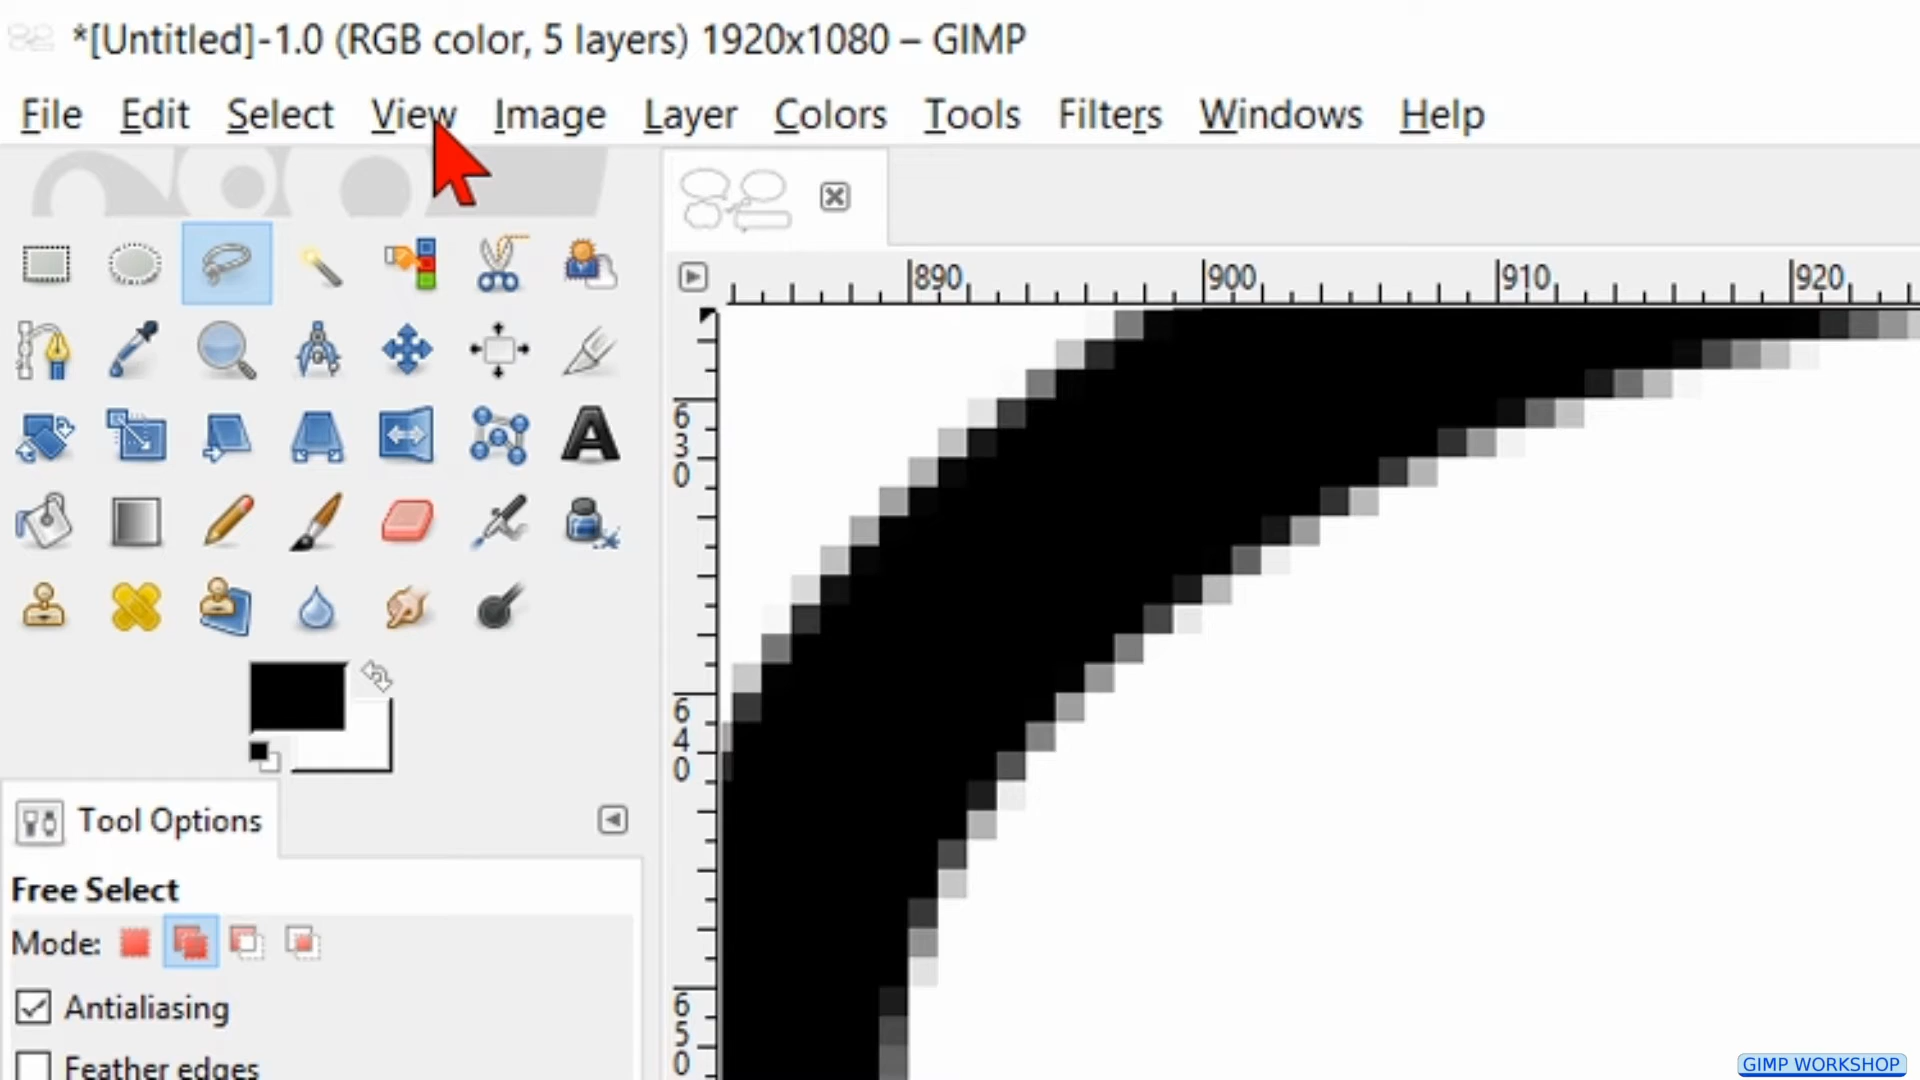 *[Untitled]-1.0 (RGB color, 5 layers) 1920x1080 – GIMP
File Edit Select View Image Layer Colors Tools Filters Windows Help
890 900 910 920
630
640
650
Tool Options
Free Select
Mode:
Antialiasing
Feather edges
GIMP WORKSHOP